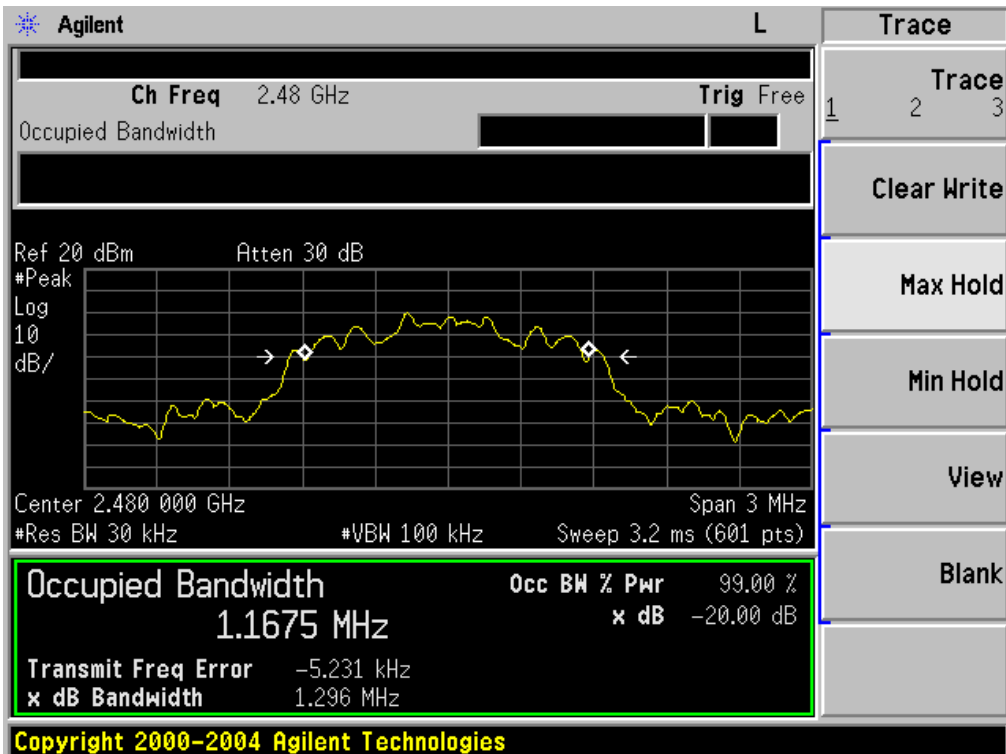 Agilent L Trace
Ch Freq 2.48 GHz Trig Free
Occupied Bandwidth
Trace
1 2 3
Clear Write
Max Hold
Min Hold
View
Blank
Ref 20 dBm Atten 30 dB
#Peak
Log
10
dB/
Center 2.480 000 GHz Span 3 MHz
#Res BW 30 kHz #VBW 100 kHz Sweep 3.2 ms (601 pts)
Occupied Bandwidth Occ BW % Pwr 99.00 %
1.1675 MHz x dB -20.00 dB
Transmit Freq Error -5.231 kHz
x dB Bandwidth 1.296 MHz
Copyright 2000-2004 Agilent Technologies